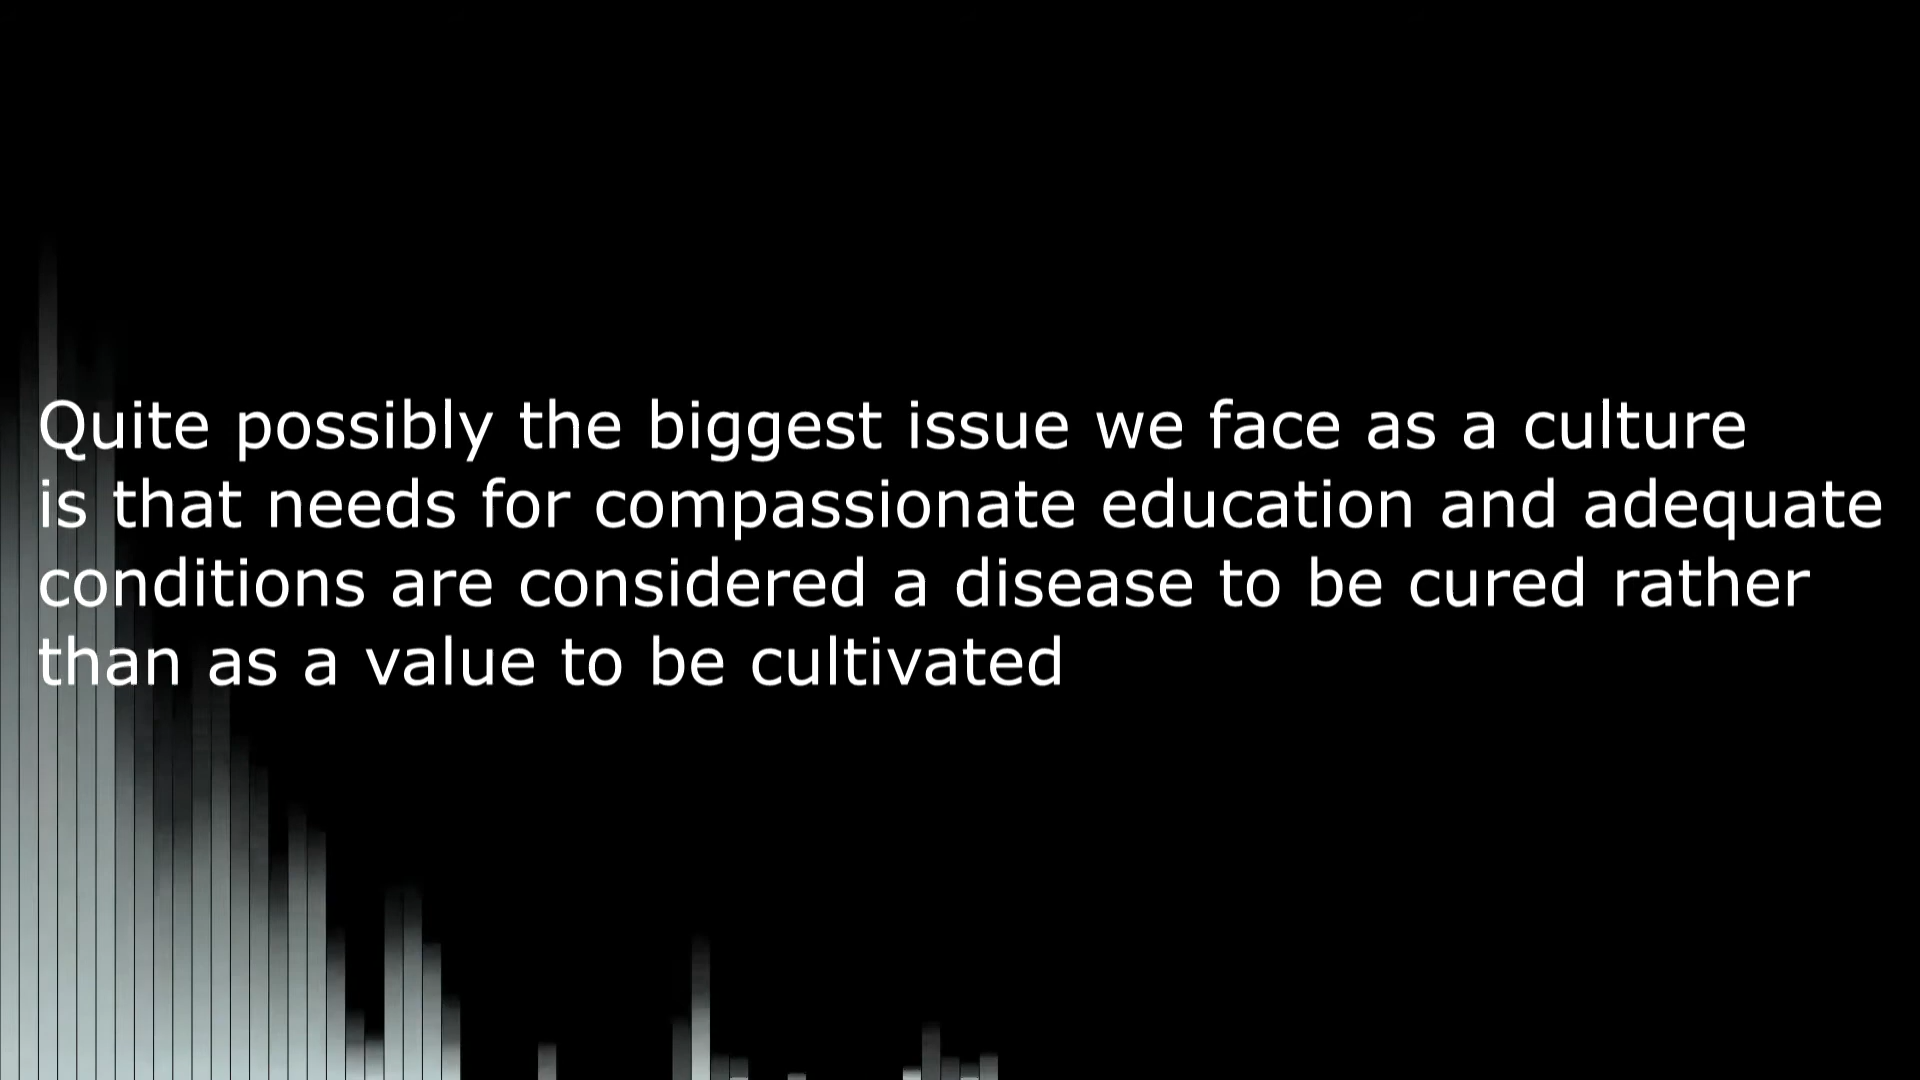 Quite possibly the biggest issue we face as a culture
is that needs for compassionate education and adequate
conditions are considered a disease to be cured rather
than as a value to be cultivated